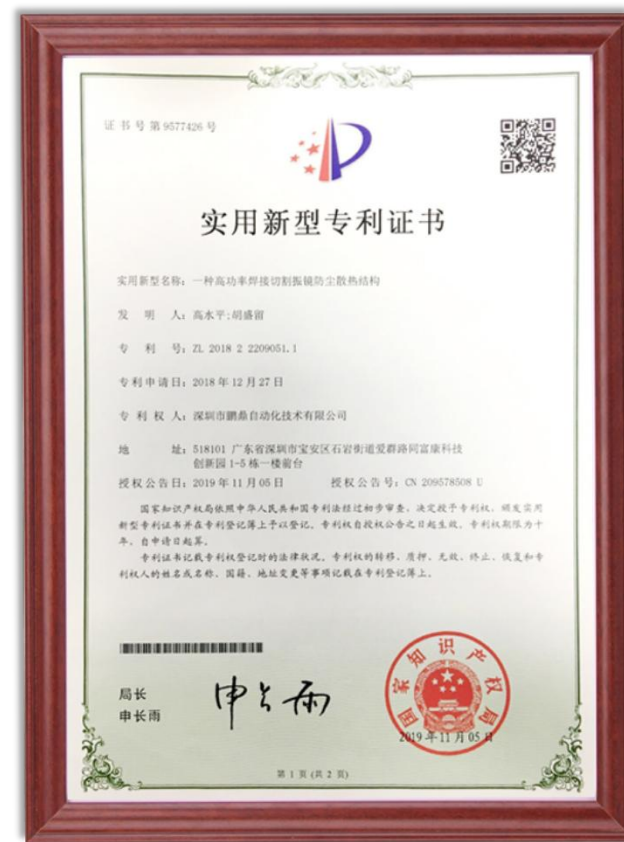 证书号第9577426号
实用新型专利证书
实用新型名称：一种高功率焊接切割振镜防尘散热结构
发明人：高水平;胡盛留
专利号：ZL 2018 2 2209051.1
专利申请日：2018年12月27日
专利权人：深圳市鹏鼎自动化技术有限公司
地址：518101 广东省深圳市宝安区石岩街道爱群路同富康科技
创新园1-5栋一楼前台
授权公告日：2019年11月05日 授权公告号：CN 209578508 U
国家知识产权局依照中华人民共和国专利法经过初步审查，决定授予专利权，颁发实用
新型专利证书并在专利登记簿上予以登记。专利权自授权公告之日起生效。专利权期限为十
年，自申请日起算。
专利证书记载专利权登记时的法律状况。专利权的转移、质押、无效、终止、恢复和专
利权人的姓名或名称、国籍、地址变更等事项记载在专利登记簿上。
局长
申长雨
申长雨
国家知识产权局
2019年11月05日
第1页(共2页)